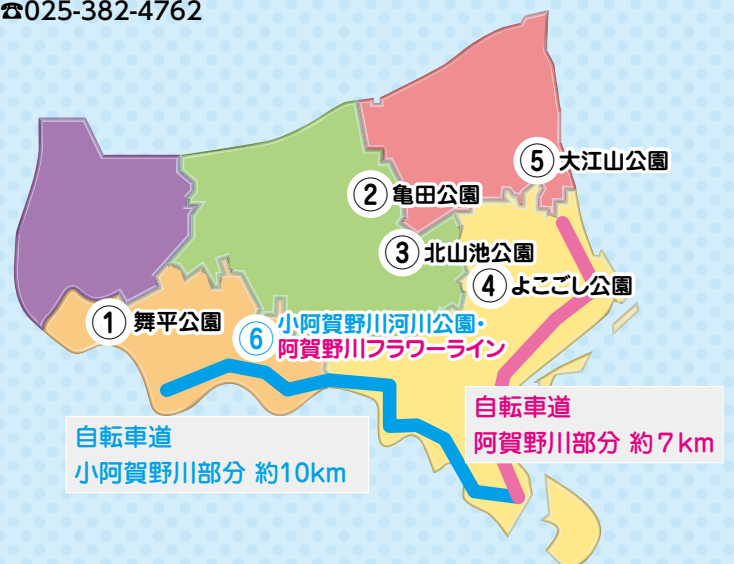 ☎025-382-4762
⑤ 大江山公園
② 亀田公園
③ 北山池公園
④ よこごし公園
① 舞平公園
⑥ 小阿賀野川河川公園・
阿賀野川フラワーライン
自転車道
阿賀野川部分 約7km
自転車道
小阿賀野川部分 約10km